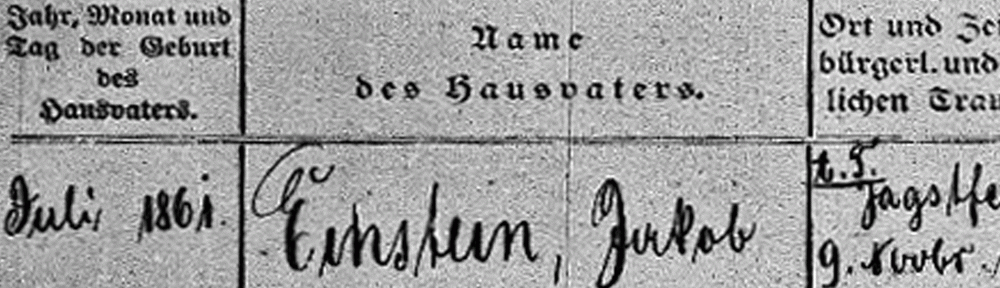 Jahr, Monat und
Tag der Geburt
des
Hausvaters.
Name
des Hausvaters.
Ort und Ze
bürgerl. und
lichen Trau
Juli 1861.
Einstein, Jakob
Jagstfe
9. Novbr.